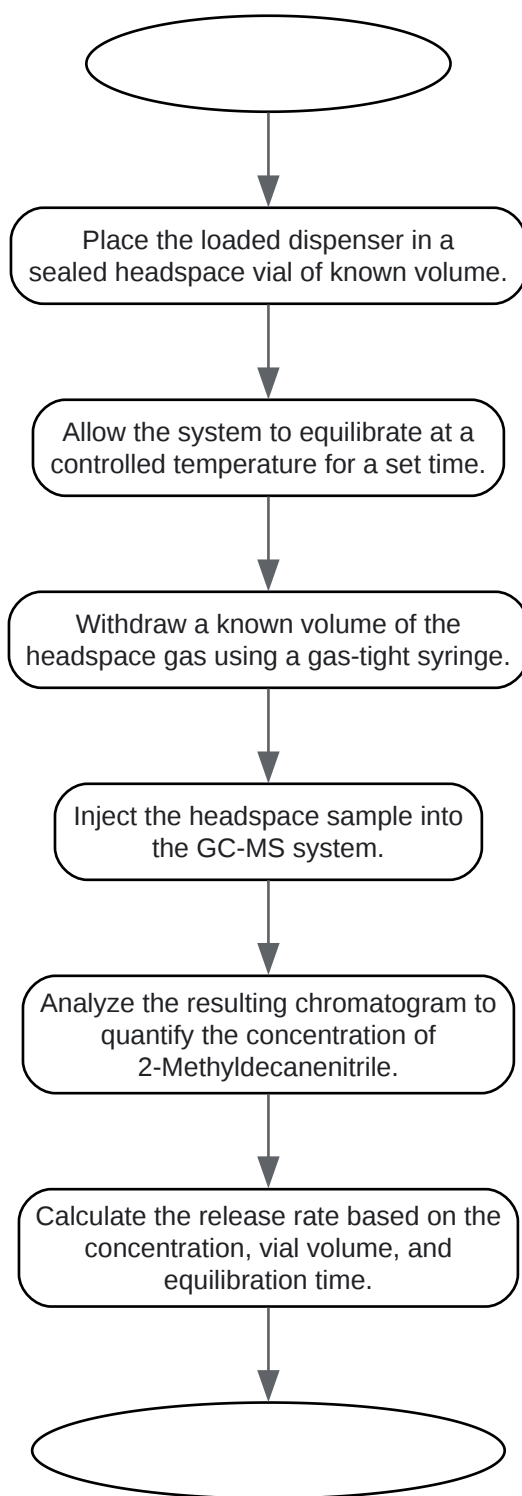 Place the loaded dispenser in a
sealed headspace vial of known volume.
Allow the system to equilibrate at a
controlled temperature for a set time.
Withdraw a known volume of the
headspace gas using a gas-tight syringe.
Inject the headspace sample into
the GC-MS system.
Analyze the resulting chromatogram to
quantify the concentration of
2-Methyldecanenitrile.
Calculate the release rate based on the
concentration, vial volume, and
equilibration time.